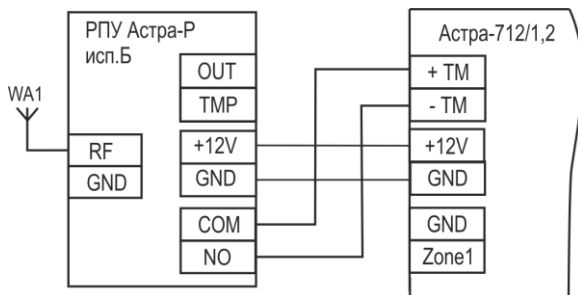 РПУ Астра-Р
исп.Б
WA1
RF
GND
OUT
TMP
+12V
GND
COM
NO
Астра-712/1,2
+ TM
- TM
+12V
GND
GND
Zone1